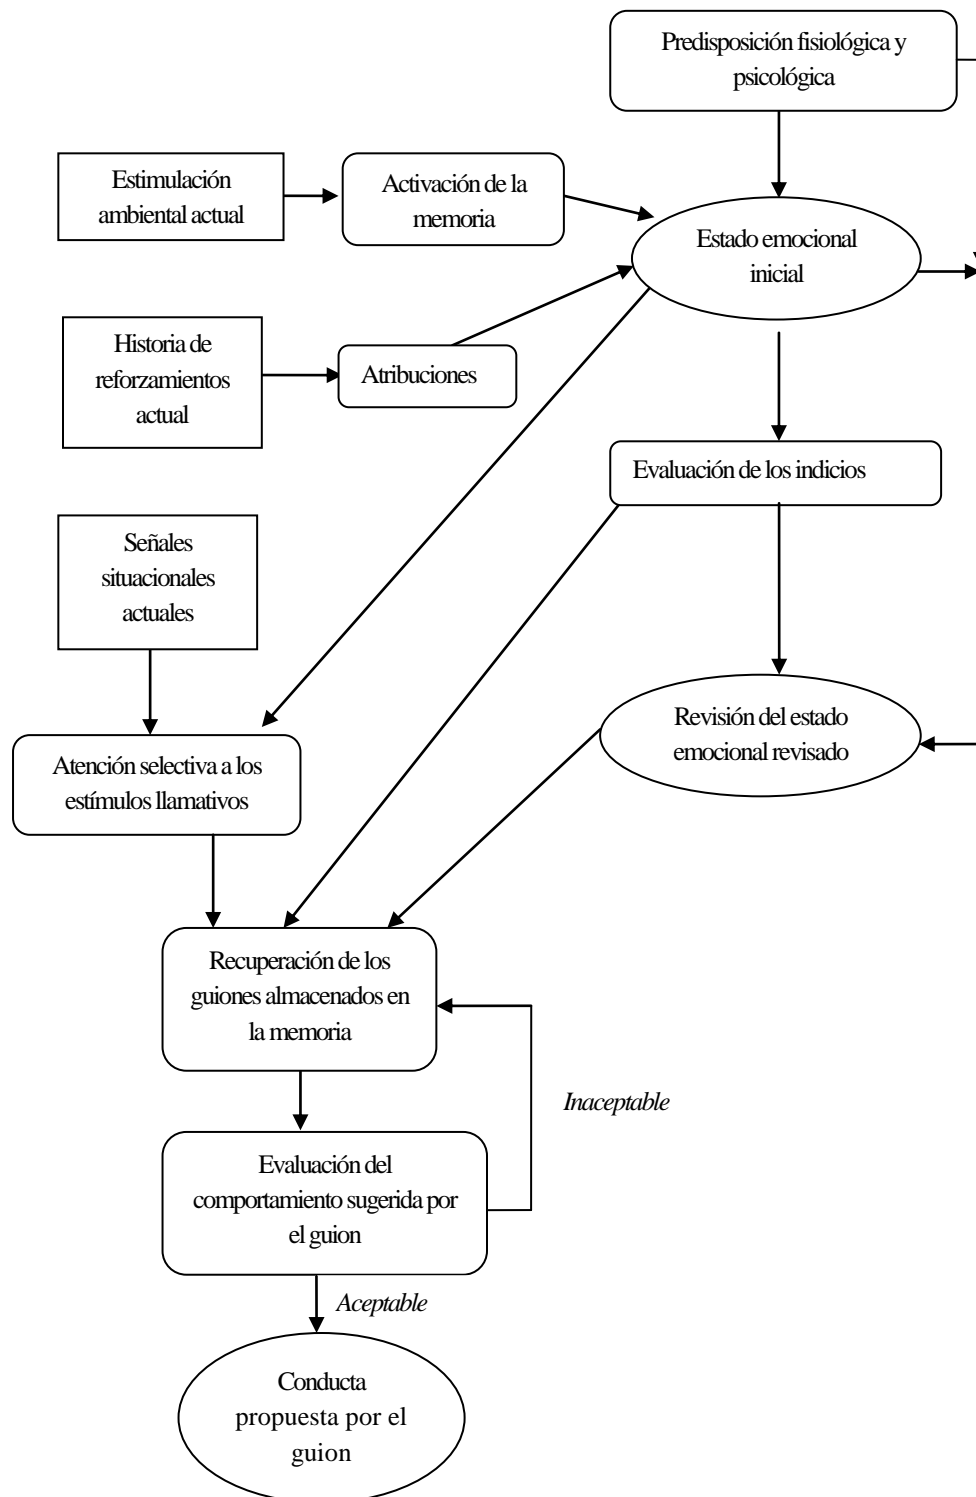 Predisposición fisiológica y
psicológica
Estimulación
ambiental actual
Activación de la
memoria
Estado emocional
inicial
Historia de
reforzamientos
actual
Atribuciones
Evaluación de los indicios
Señales
situacionales
actuales
Revisión del estado
emocional revisado
Atención selectiva a los
estímulos llamativos
Recuperación de los
guiones almacenados en
la memoria
Inaceptable
Evaluación del
comportamiento sugerida por
el guion
Aceptable
Conducta
propuesta por el
guion